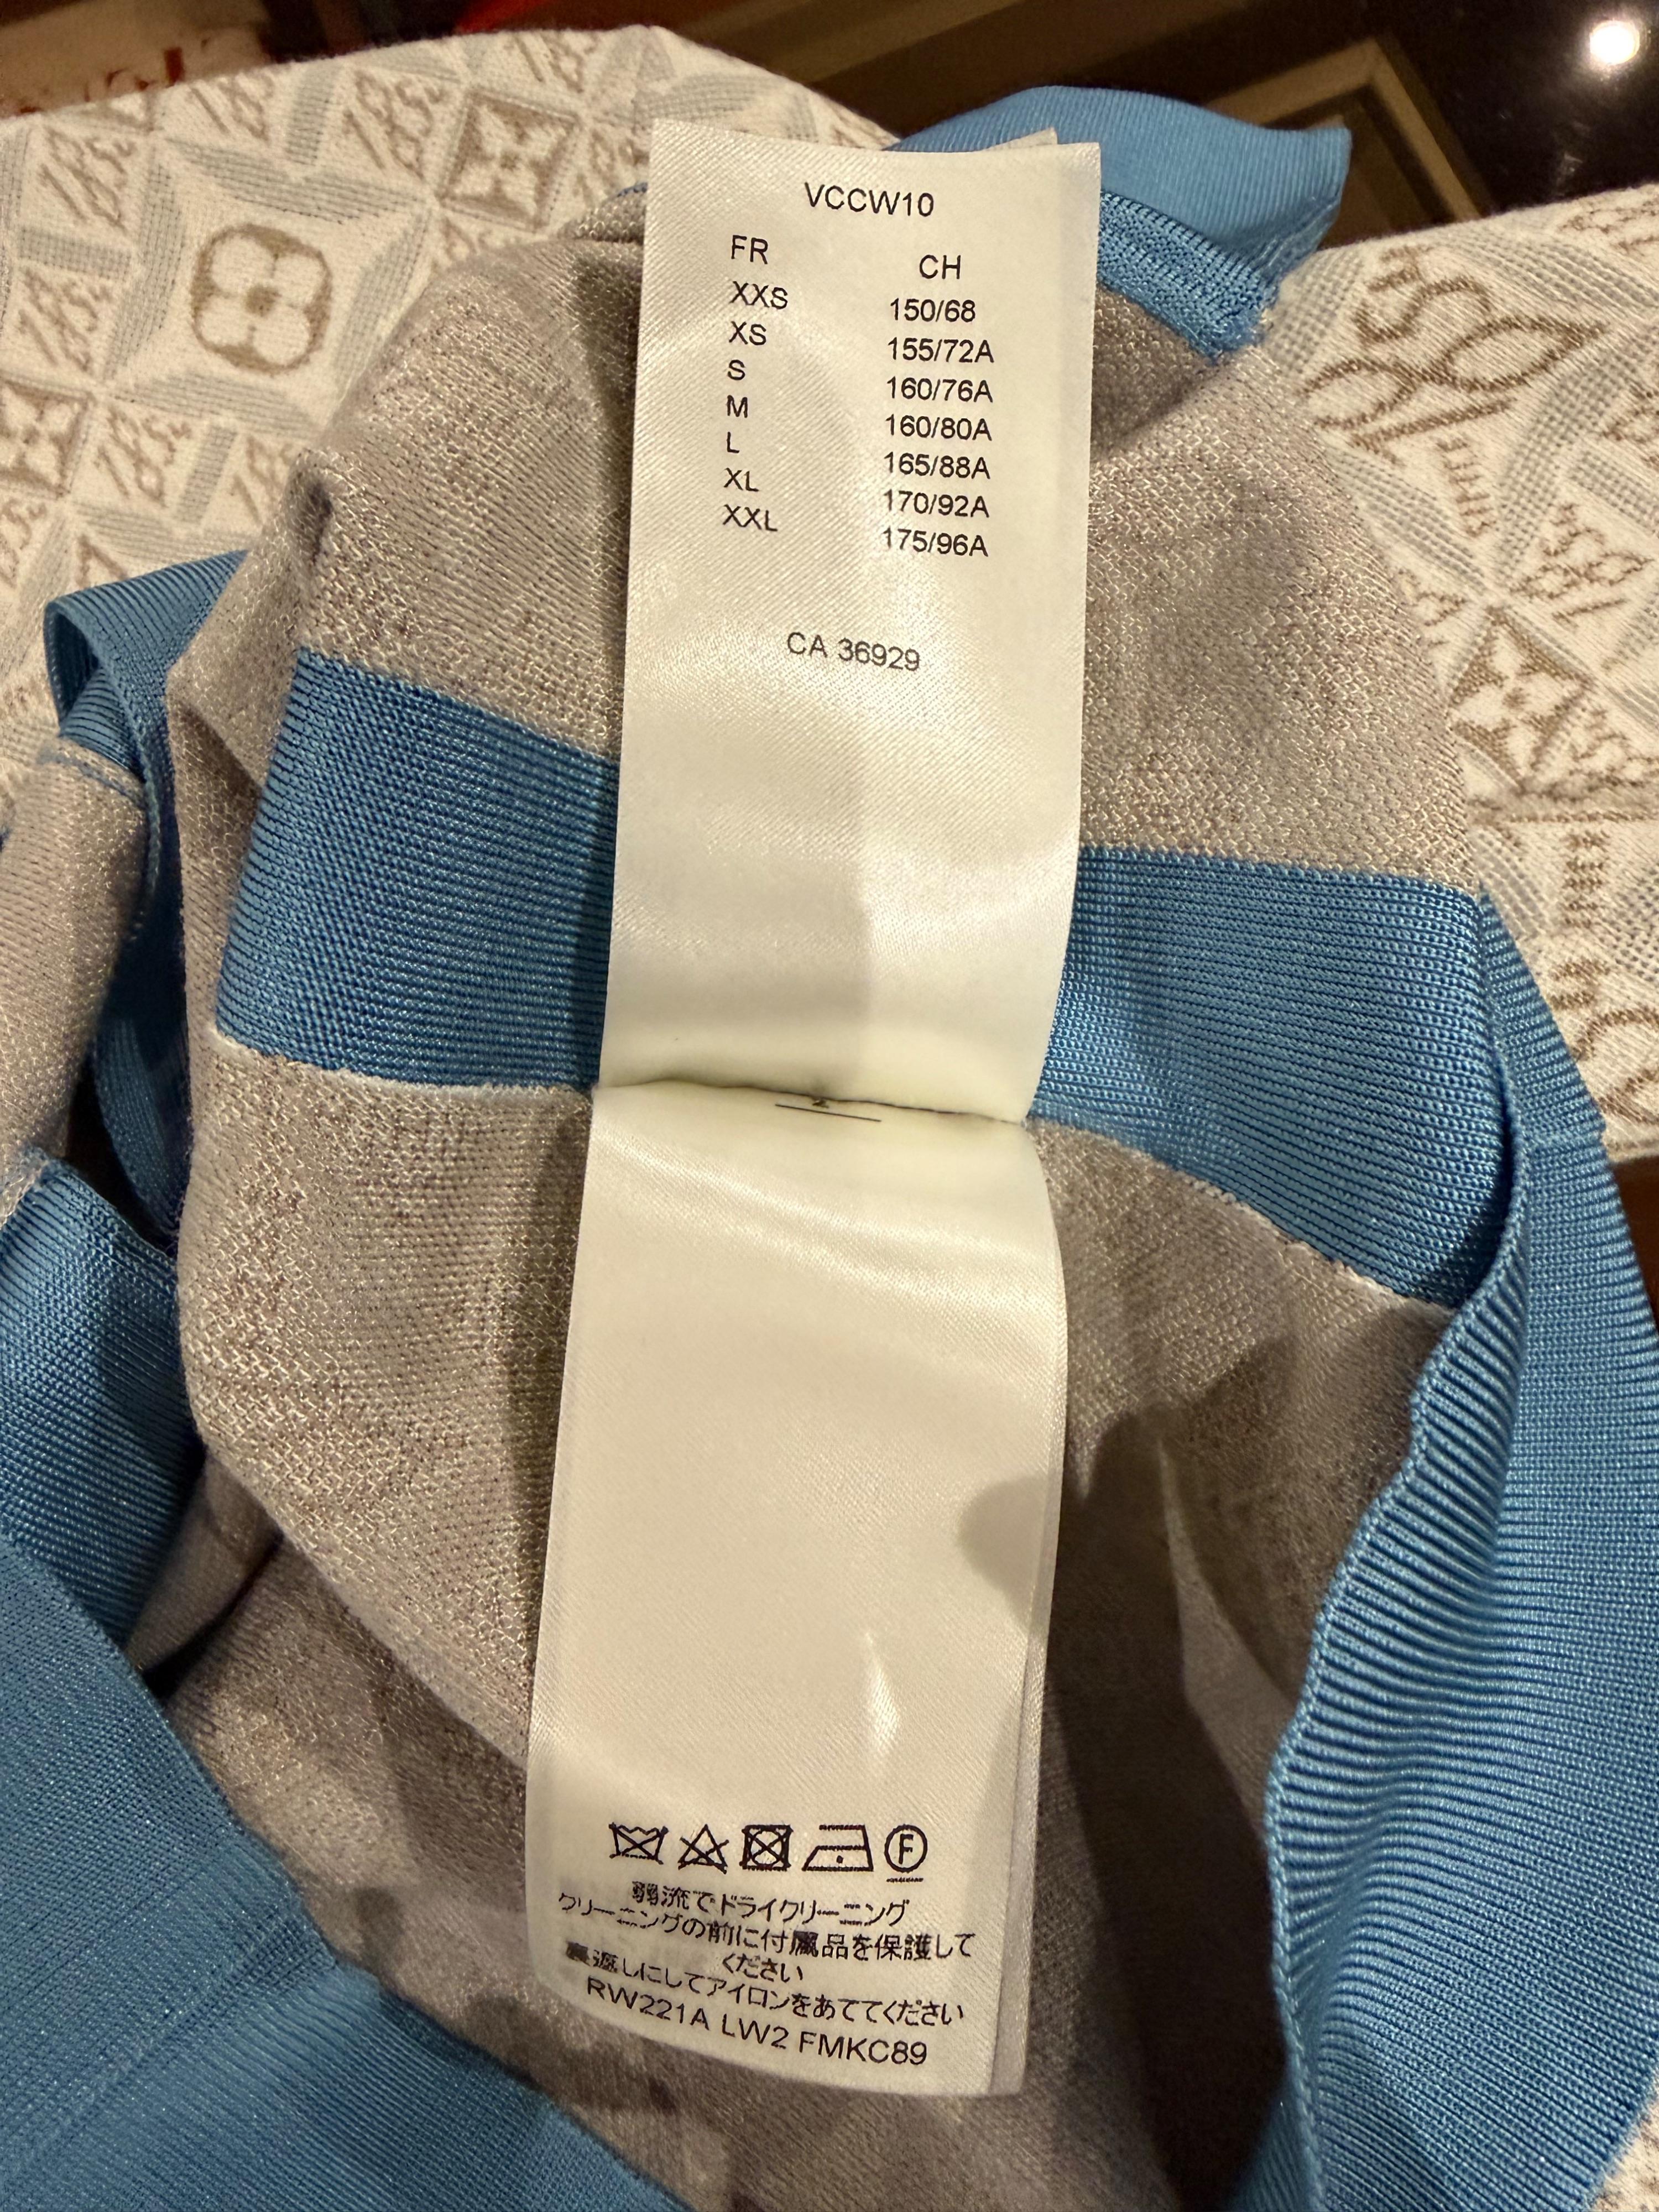 VCCW10
FR CH
XXS 150/68
XS 155/72A
S 160/76A
M 160/80A
L 165/88A
XL 170/92A
XXL 175/96A
CA 36929
F
弱流でドライクリーニング
クリーニングの前に付属品を保護して
ください
裏返しにしてアイロンをあててください
RW221A LW2 FMKC89